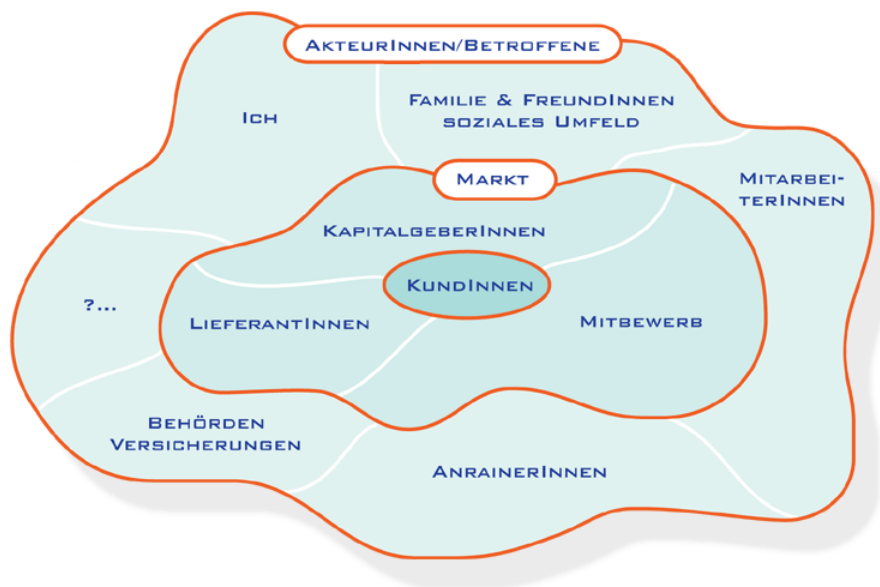 AkteurInnen/Betroffene
Ich
Familie & FreundInnen
soziales Umfeld
Markt
Mitarbei-
terInnen
KapitalgeberInnen
KundInnen
?...
LieferantInnen
Mitbewerb
Behörden
Versicherungen
AnrainerInnen